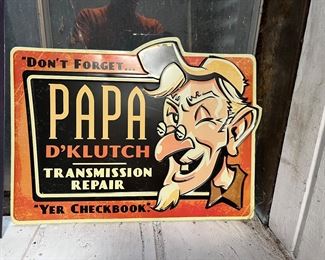 "DON'T FORGET...
PAPA
D'KLUTCH
TRANSMISSION
REPAIR
"YER CHECKBOOK".